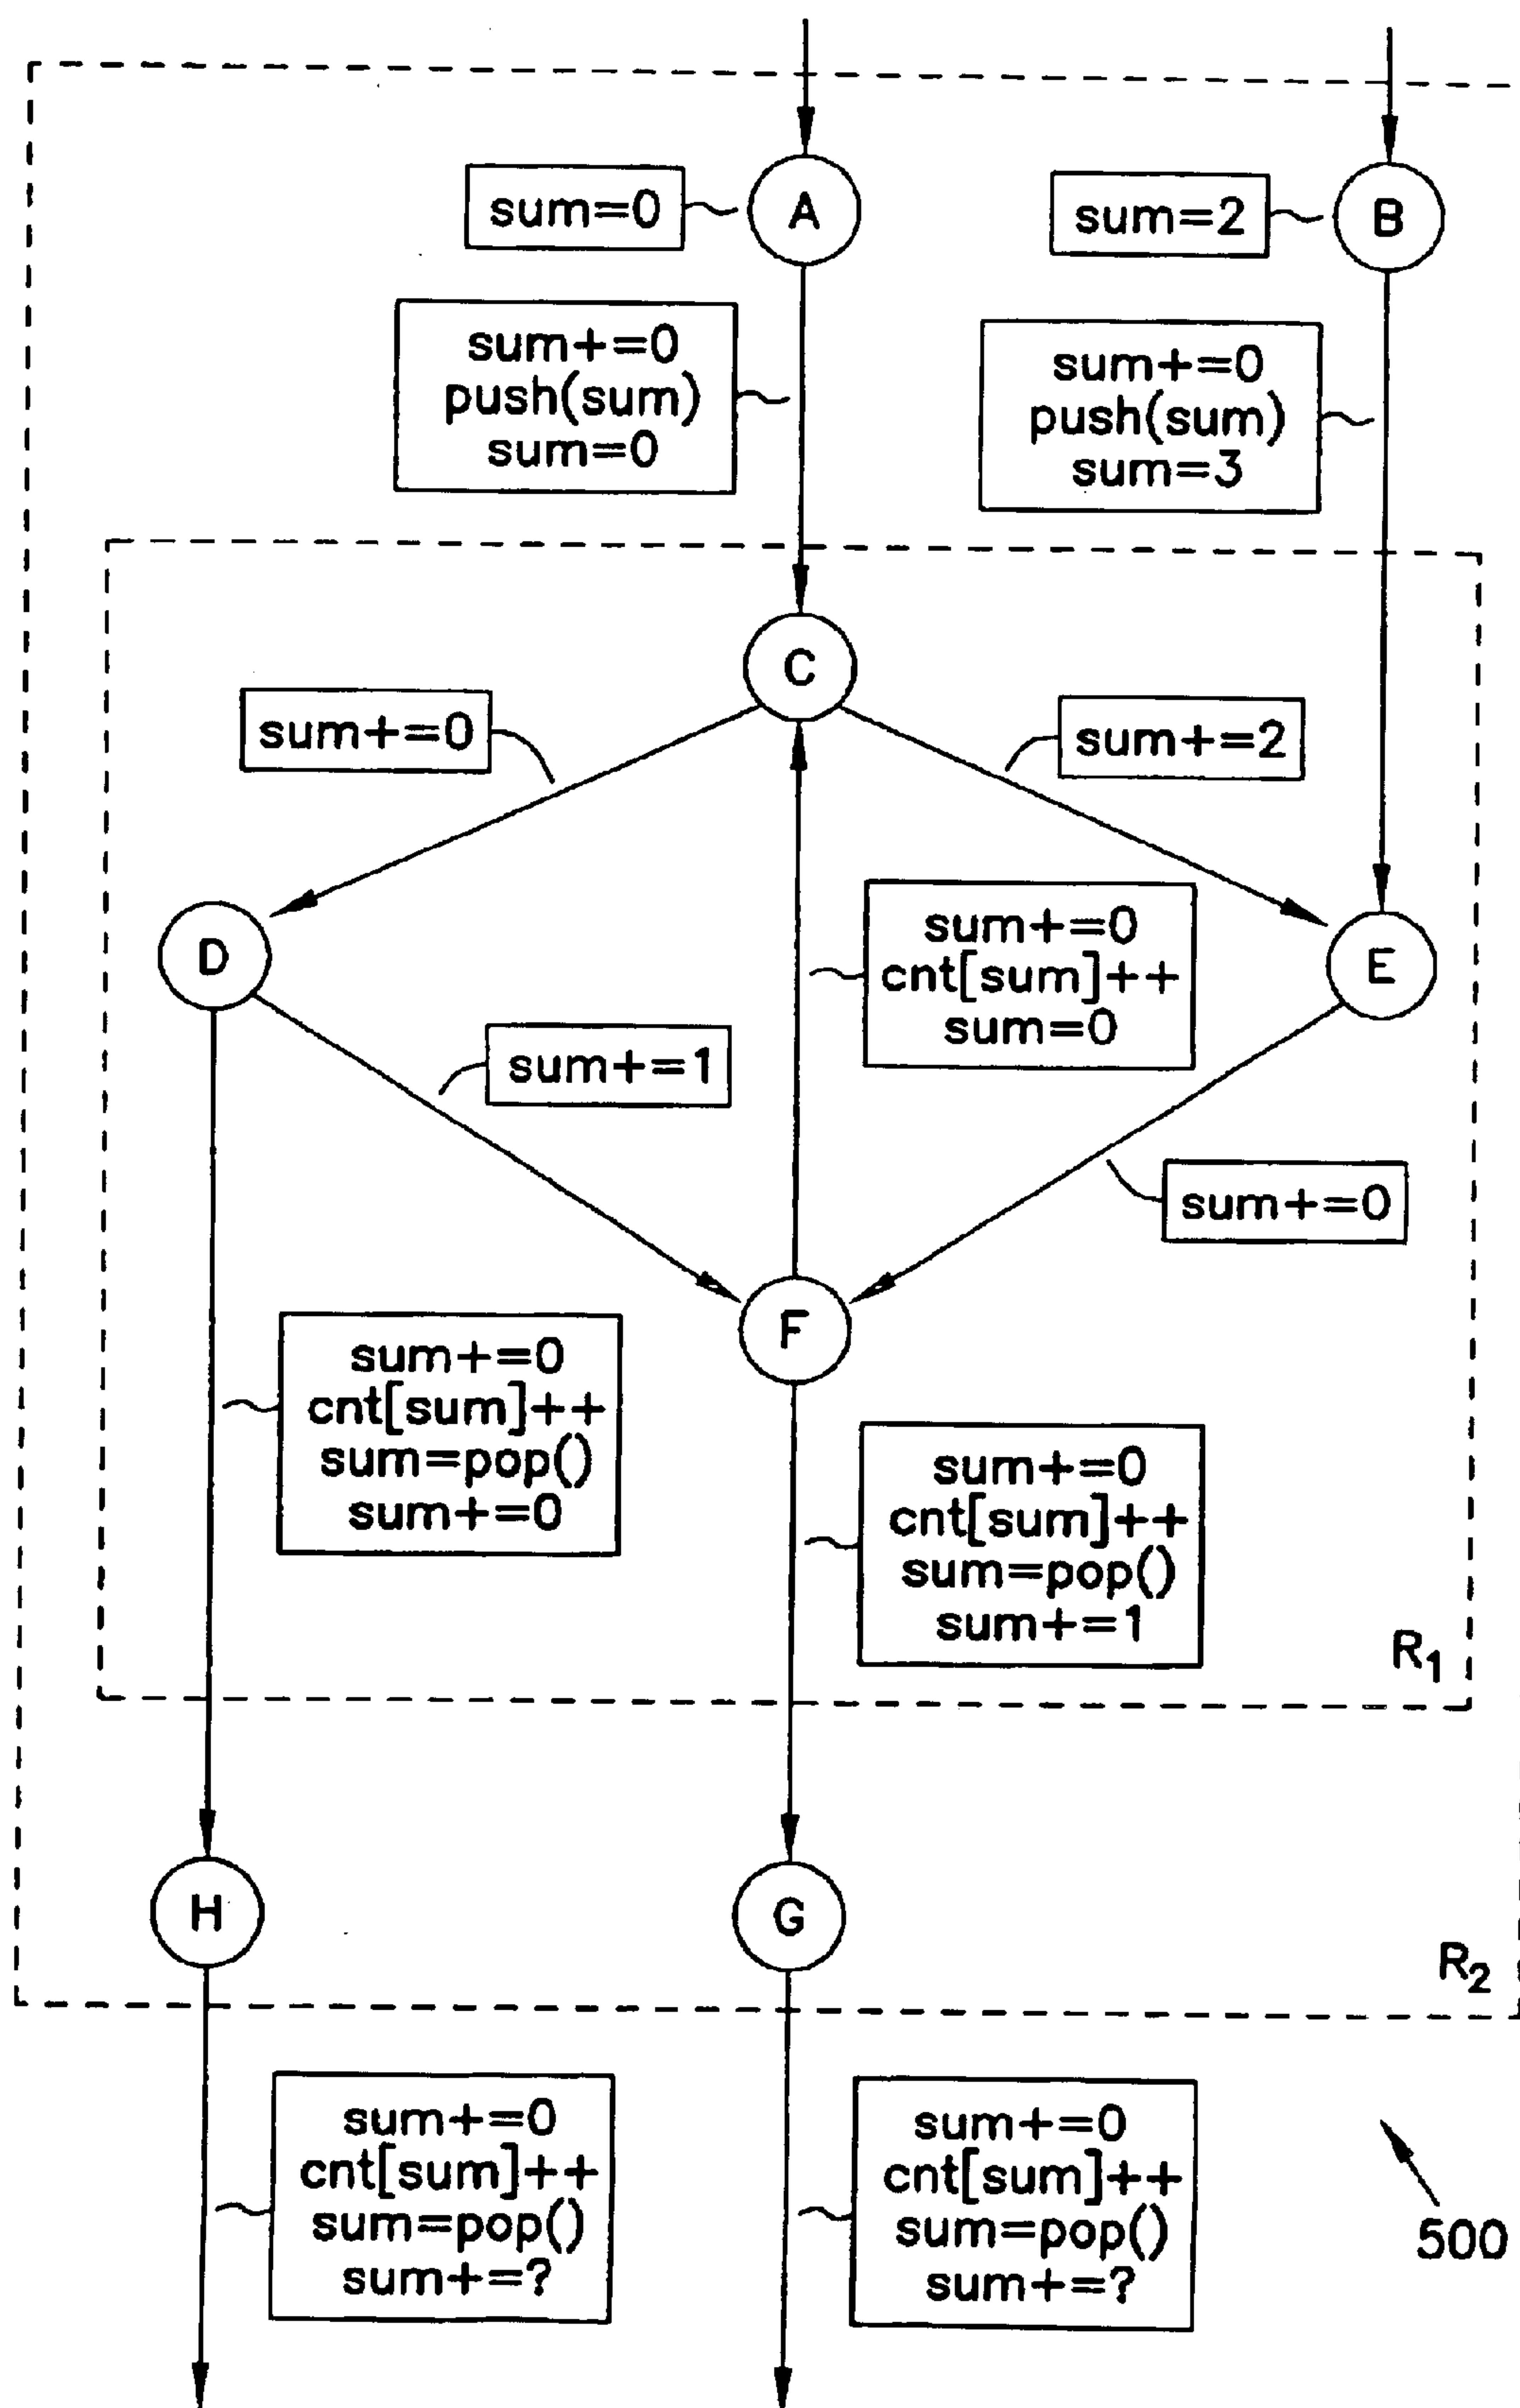 sum=0
A
sum=2
B
sum+=0
push(sum)
sum=0
sum+=0
push(sum)
sum=3
C
sum+=0
sum+=2
D
sum+=0
cnt[sum]++
sum=0
E
sum+=1
sum+=0
F
sum+=0
cnt[sum]++
sum=pop()
sum+=0
sum+=0
cnt[sum]++
sum=pop()
sum+=1
R1
H
G
R2
sum+=0
cnt[sum]++
sum=pop()
sum+=?
sum+=0
cnt[sum]++
sum=pop()
sum+=?
500